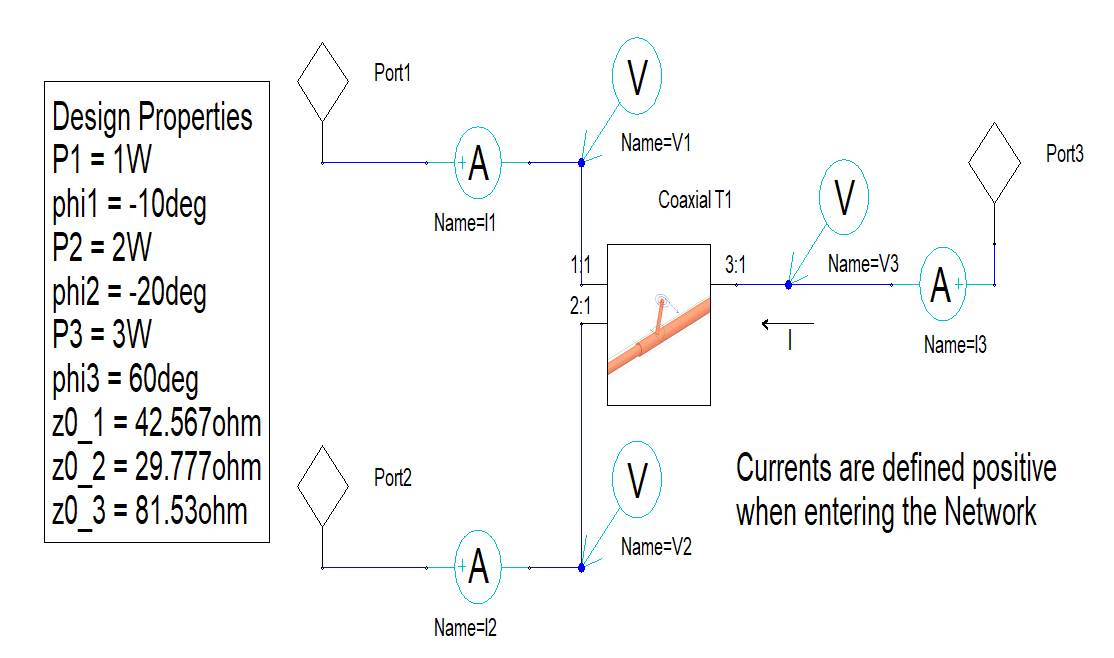 Design Properties
P1 = 1W
phi1 = -10deg
P2 = 2W
phi2 = -20deg
P3 = 3W
phi3 = 60deg
z0_1 = 42.567ohm
z0_2 = 29.777ohm
z0_3 = 81.53ohm
Port1
V
Name=V1
+A
Name=I1
Coaxial T1
1:1
2:1
3:1
V
Name=V3
Port3
A+
Name=I3
I
Port2
V
Name=V2
+A
Name=I2
Currents are defined positive
when entering the Network